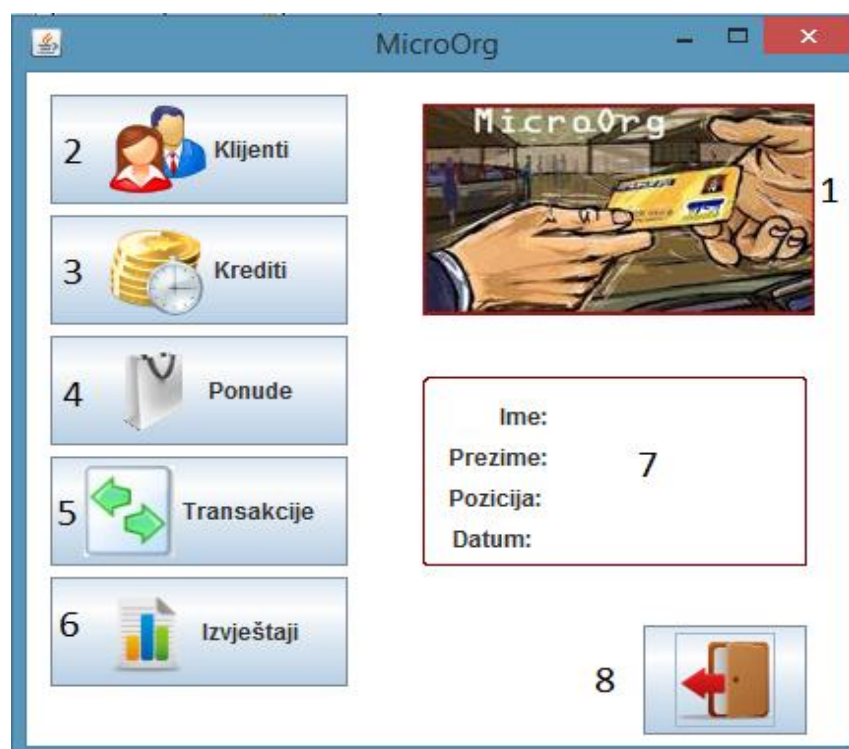 MicroOrg
MicroOrg
1
2 Klijenti
3 Krediti
4 Ponude
5 Transakcije
6 Izvještaji
Ime:
Prezime:
7
Pozicija:
Datum:
8